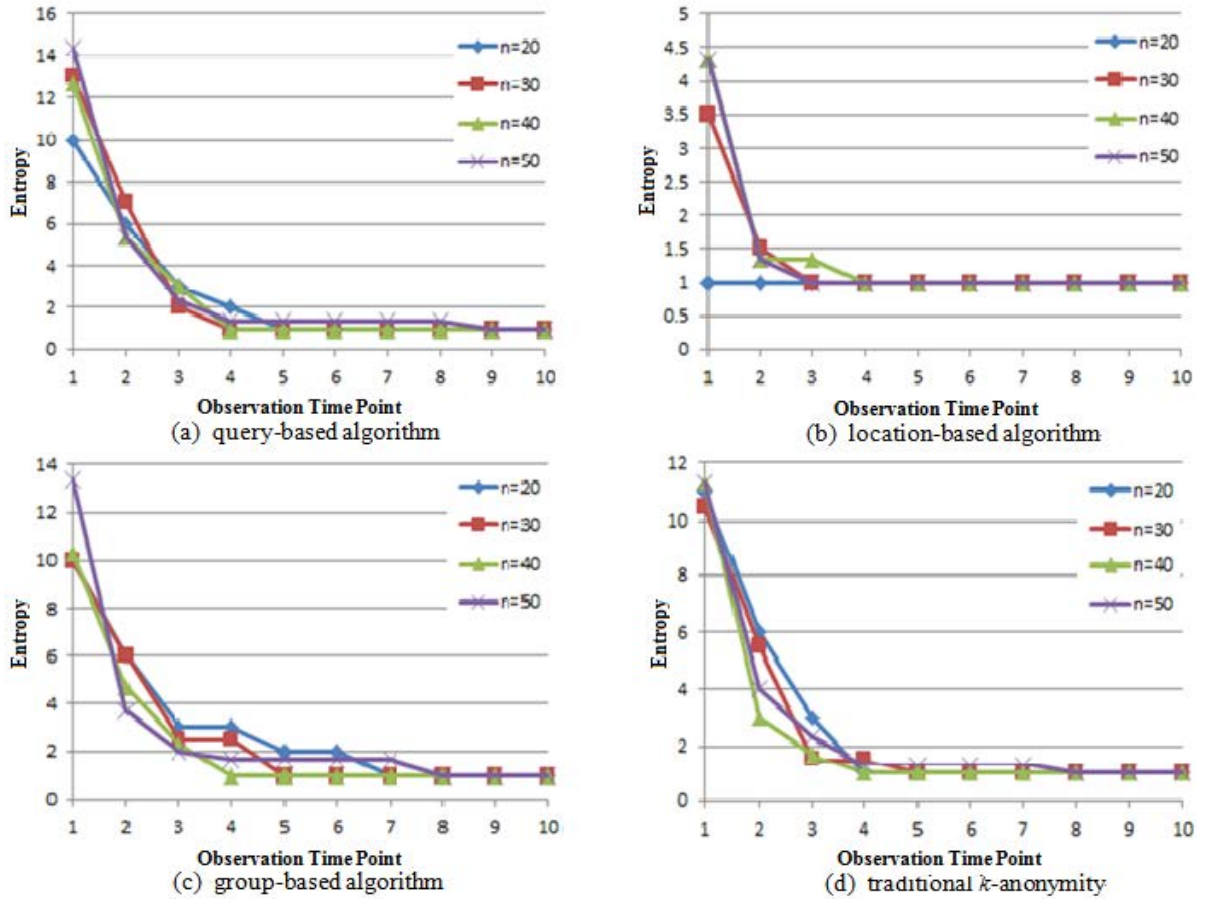 16
14
12
10
8
6
4
2
0
Entropy
n=20
n=30
n=40
n=50
1 2 3 4 5 6 7 8 9 10
Observation Time Point
(a) query-based algorithm
5
4.5
4
3.5
3
2.5
2
1.5
1
0.5
0
Entropy
n=20
n=30
n=40
n=50
1 2 3 4 5 6 7 8 9 10
Observation Time Point
(b) location-based algorithm
14
12
10
8
6
4
2
0
Entropy
n=20
n=30
n=40
n=50
1 2 3 4 5 6 7 8 9 10
Observation Time Point
(c) group-based algorithm
12
10
8
6
4
2
0
Entropy
n=20
n=30
n=40
n=50
1 2 3 4 5 6 7 8 9 10
Observation Time Point
(d) traditional k-anonymity